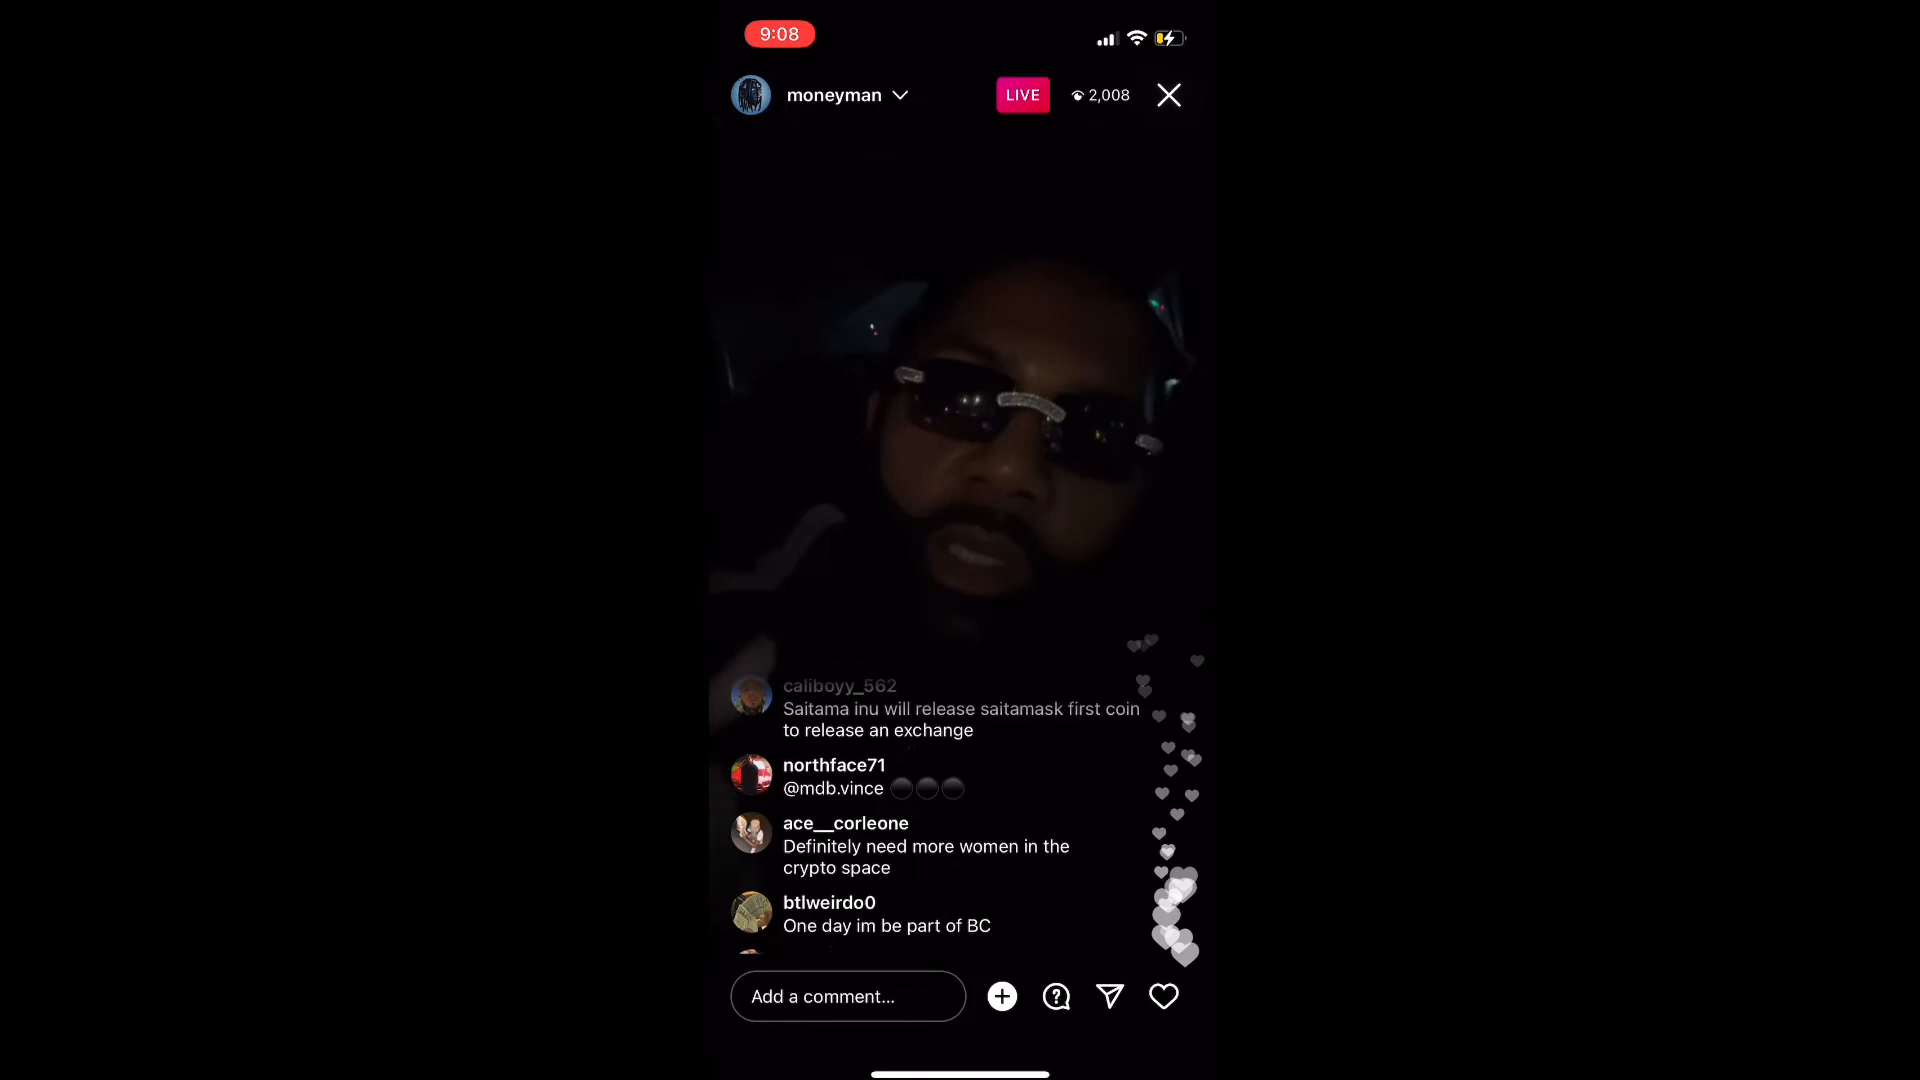 9:08
moneyman
LIVE
2,008
caliboyy_562
Saitama inu will release saitamask first coin
to release an exchange
northface71
@mdb.vince
ace__corleone
Definitely need more women in the
crypto space
btlweirdo0
One day im be part of BC
Add a comment...